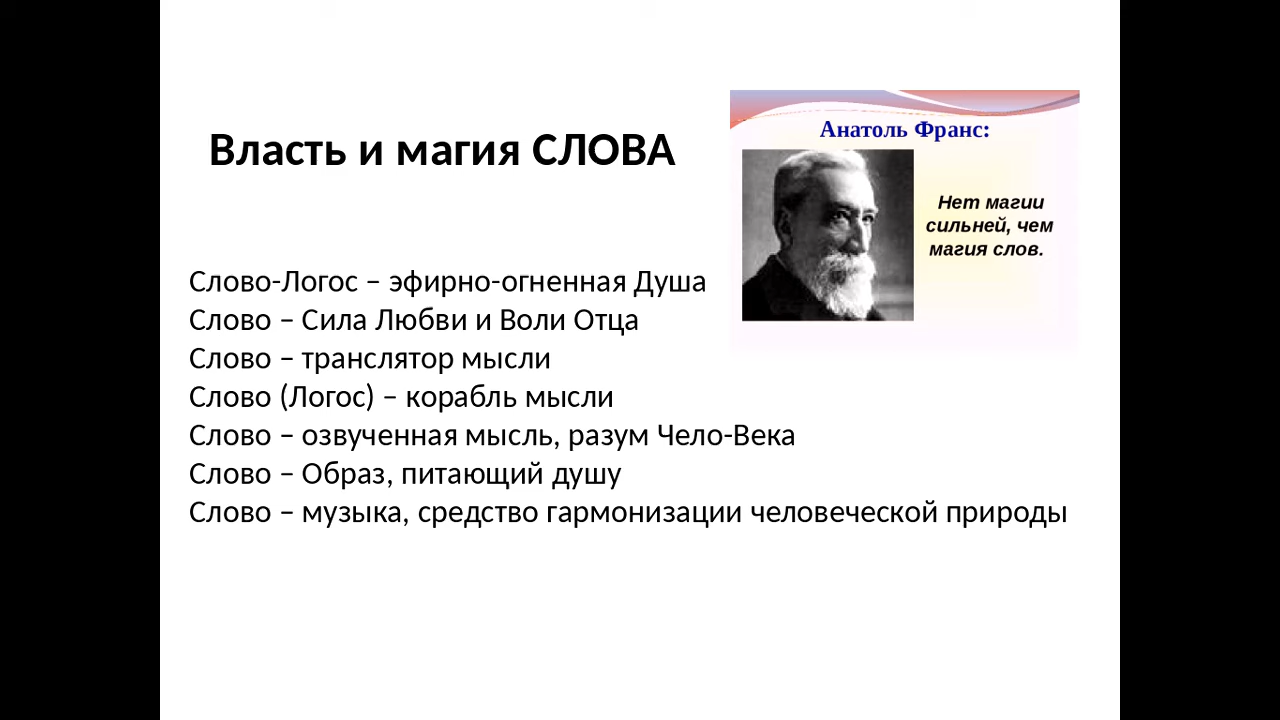 Власть и магия СЛОВА
Анатоль Франс:
Нет магии
сильней, чем
магия слов.
Слово-Логос – эфирно-огненная Душа
Слово – Сила Любви и Воли Отца
Слово – транслятор мысли
Слово (Логос) – корабль мысли
Слово – озвученная мысль, разум Чело-Века
Слово – Образ, питающий душу
Слово – музыка, средство гармонизации человеческой природы